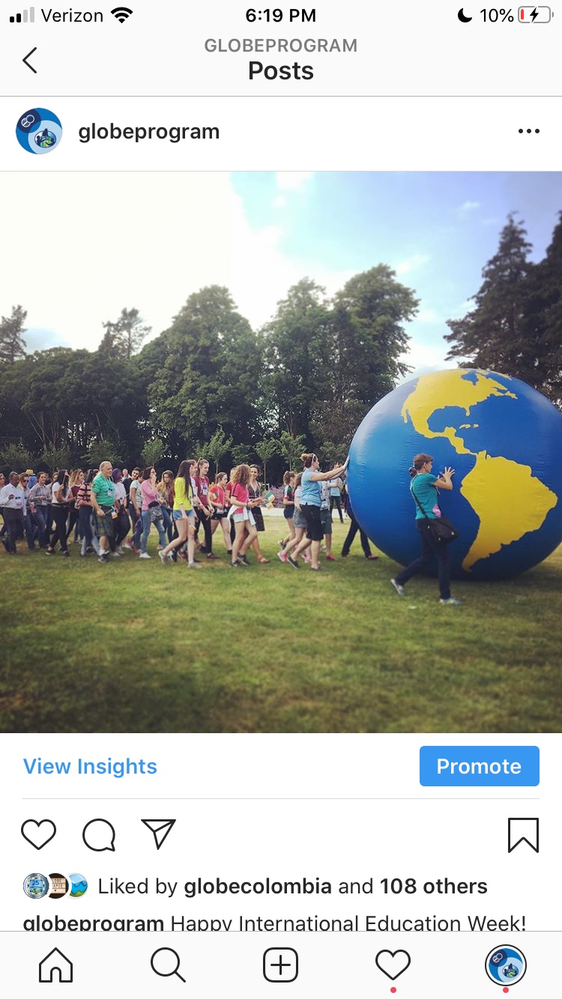 Verizon 6:19 PM 10%
GLOBEPROGRAM
Posts
globeprogram
View Insights Promote
Liked by globecolombia and 108 others
globeprogram Happy International Education Week!